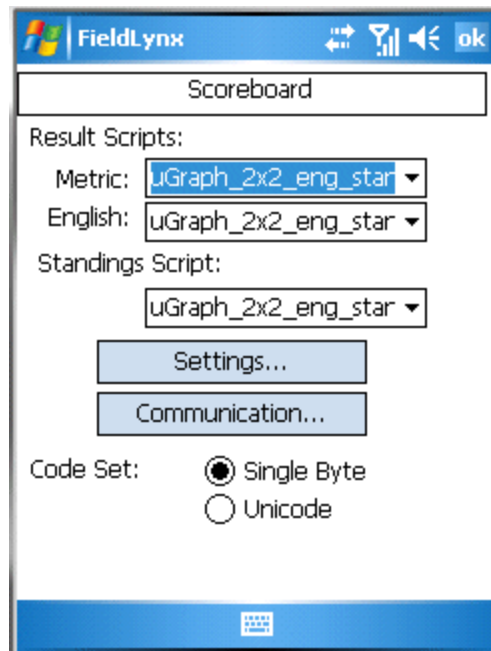 FieldLynx ok
Scoreboard
Result Scripts:
Metric: uGraph_2x2_eng_star
English: uGraph_2x2_eng_star
Standings Script:
uGraph_2x2_eng_star
Settings...
Communication...
Code Set: Single Byte
Unicode